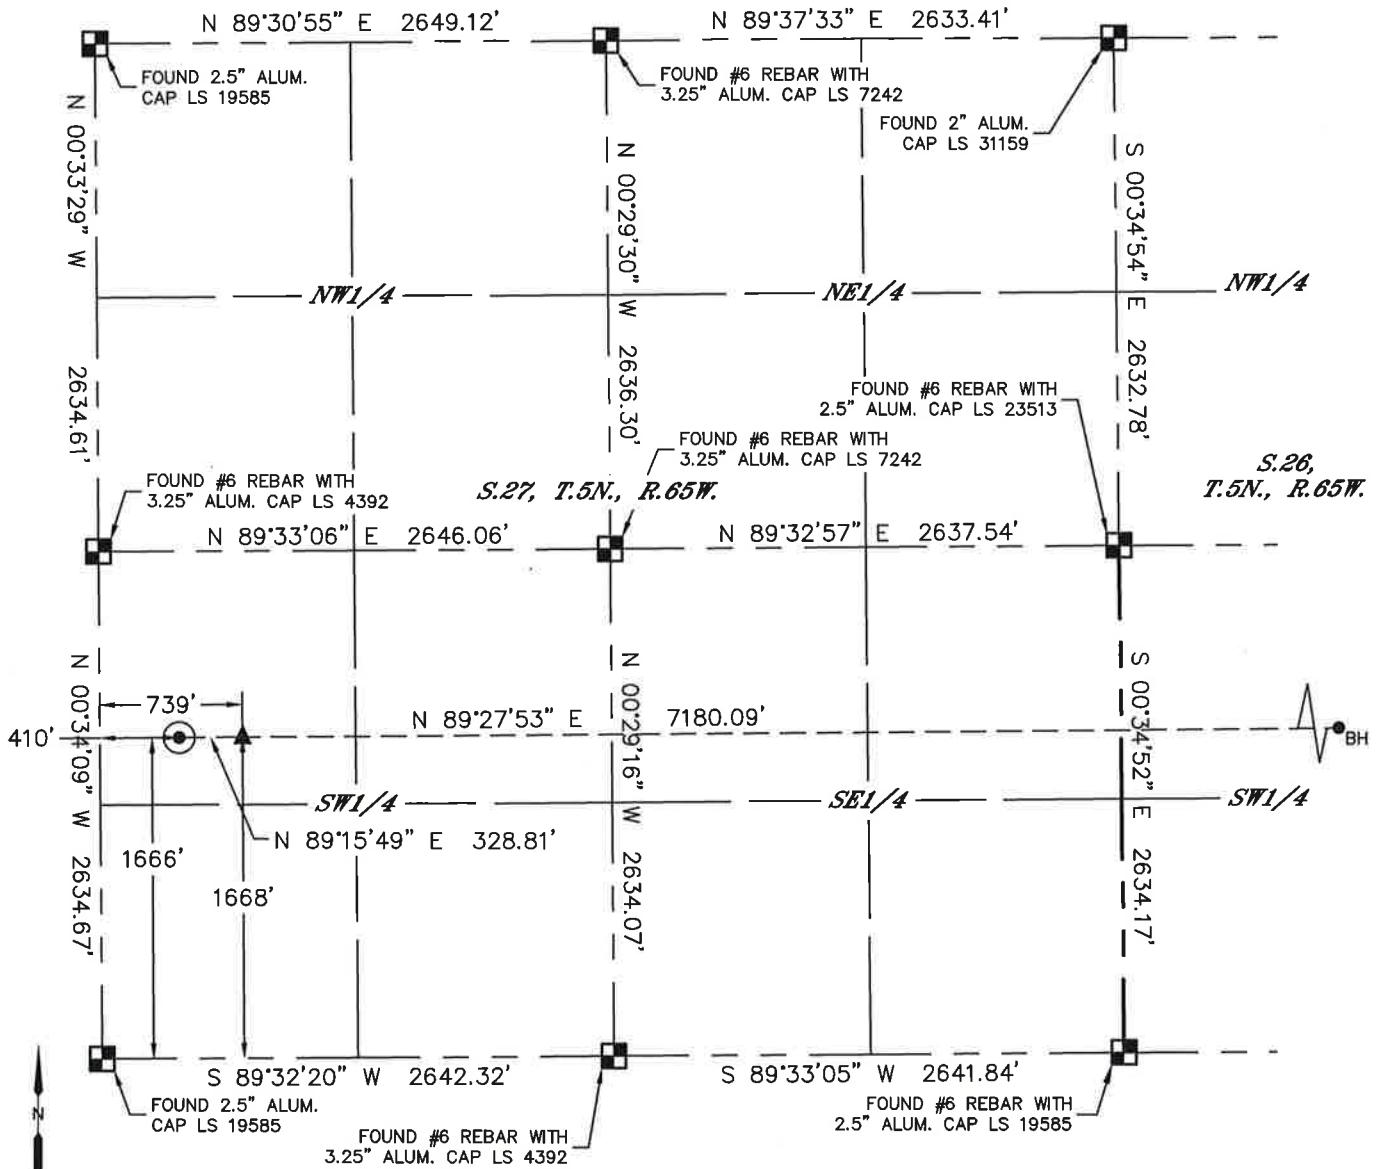 N 89°30'55" E 2649.12'
N 89°37'33" E 2633.41'
FOUND 2.5" ALUM.
CAP LS 19585
FOUND #6 REBAR WITH
3.25" ALUM. CAP LS 7242
FOUND 2" ALUM.
CAP LS 31159
N 00°33'29" W 2634.61'
N 00°29'30" W 2636.30'
S 00°34'54" E 2632.78'
NW1/4
NE1/4
NW1/4
FOUND #6 REBAR WITH
2.5" ALUM. CAP LS 23513
FOUND #6 REBAR WITH
3.25" ALUM. CAP LS 7242
FOUND #6 REBAR WITH
3.25" ALUM. CAP LS 4392
S.27, T.5N., R.65W.
S.26,
T.5N., R.65W.
N 89°33'06" E 2646.06'
N 89°32'57" E 2637.54'
N 00°34'09" W 2634.67'
N 00°29'16" W 2634.07'
S 00°34'52" E 2634.17'
739'
N 89°27'53" E 7180.09'
410'
BH
SW1/4
SE1/4
SW1/4
N 89°15'49" E 328.81'
1666'
1668'
S 89°32'20" W 2642.32'
S 89°33'05" W 2641.84'
FOUND 2.5" ALUM.
CAP LS 19585
FOUND #6 REBAR WITH
3.25" ALUM. CAP LS 4392
FOUND #6 REBAR WITH
2.5" ALUM. CAP LS 19585
N